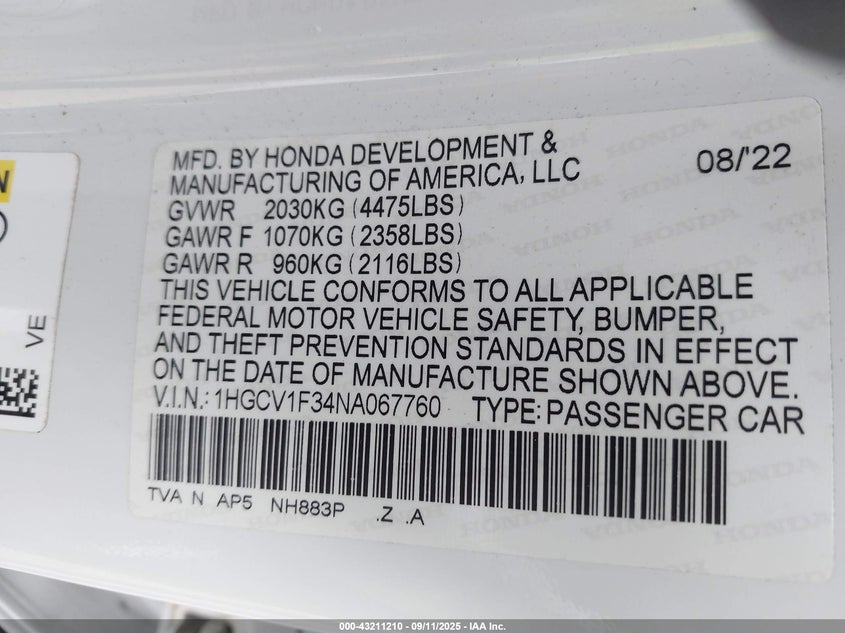 MFD. BY HONDA DEVELOPMENT &
MANUFACTURING OF AMERICA, LLC
08/'22
GVWR 2030KG (4475LBS)
GAWR F 1070KG (2358LBS)
GAWR R 960KG (2116LBS)
THIS VEHICLE CONFORMS TO ALL APPLICABLE
FEDERAL MOTOR VEHICLE SAFETY, BUMPER,
AND THEFT PREVENTION STANDARDS IN EFFECT
ON THE DATE OF MANUFACTURE SHOWN ABOVE.
V.I.N.: 1HGCV1F34NA067760 TYPE: PASSENGER CAR
TVA N AP5 NH883P .Z .A
N
VE
HONDA
000-43211210 - 09/11/2025 - IAA Inc.